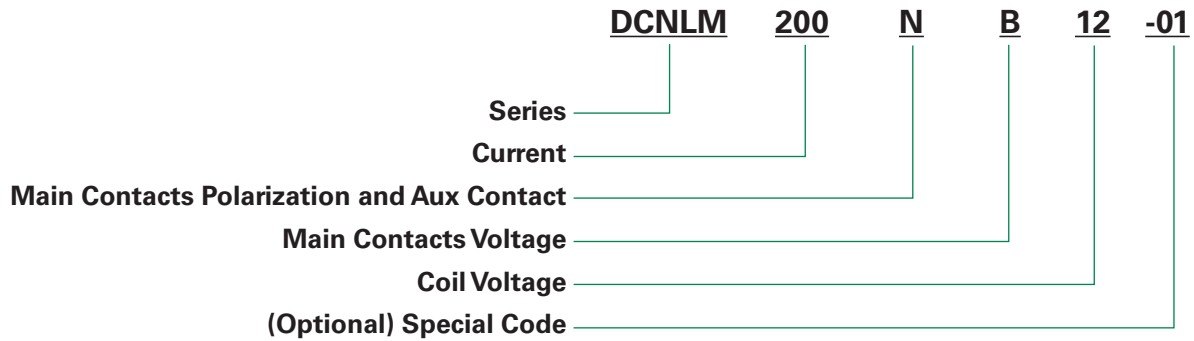 DCNLM 200 N B 12 -01
Series
Current
Main Contacts Polarization and Aux Contact
Main Contacts Voltage
Coil Voltage
(Optional) Special Code